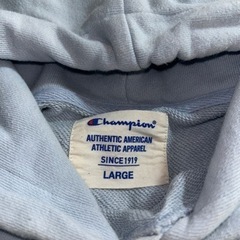 Champion
AUTHENTIC AMERICAN
ATHLETIC APPAREL
SINCE 1919
LARGE